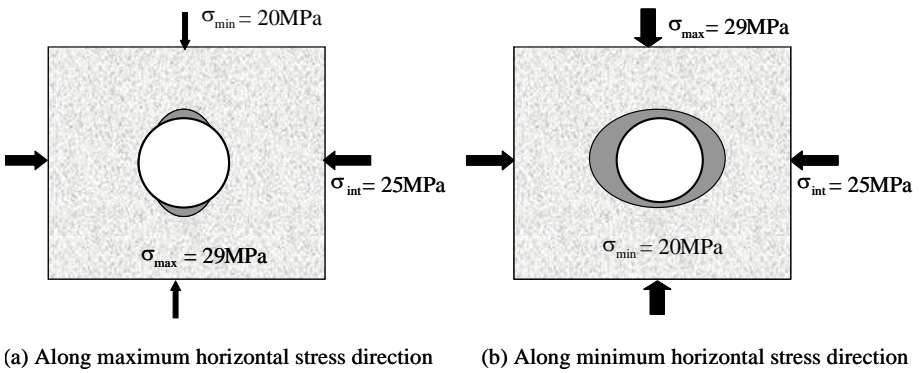 σmin = 20MPa
σint = 25MPa
σmax = 29MPa
(a) Along maximum horizontal stress direction
σmax = 29MPa
σint = 25MPa
σmin = 20MPa
(b) Along minimum horizontal stress direction